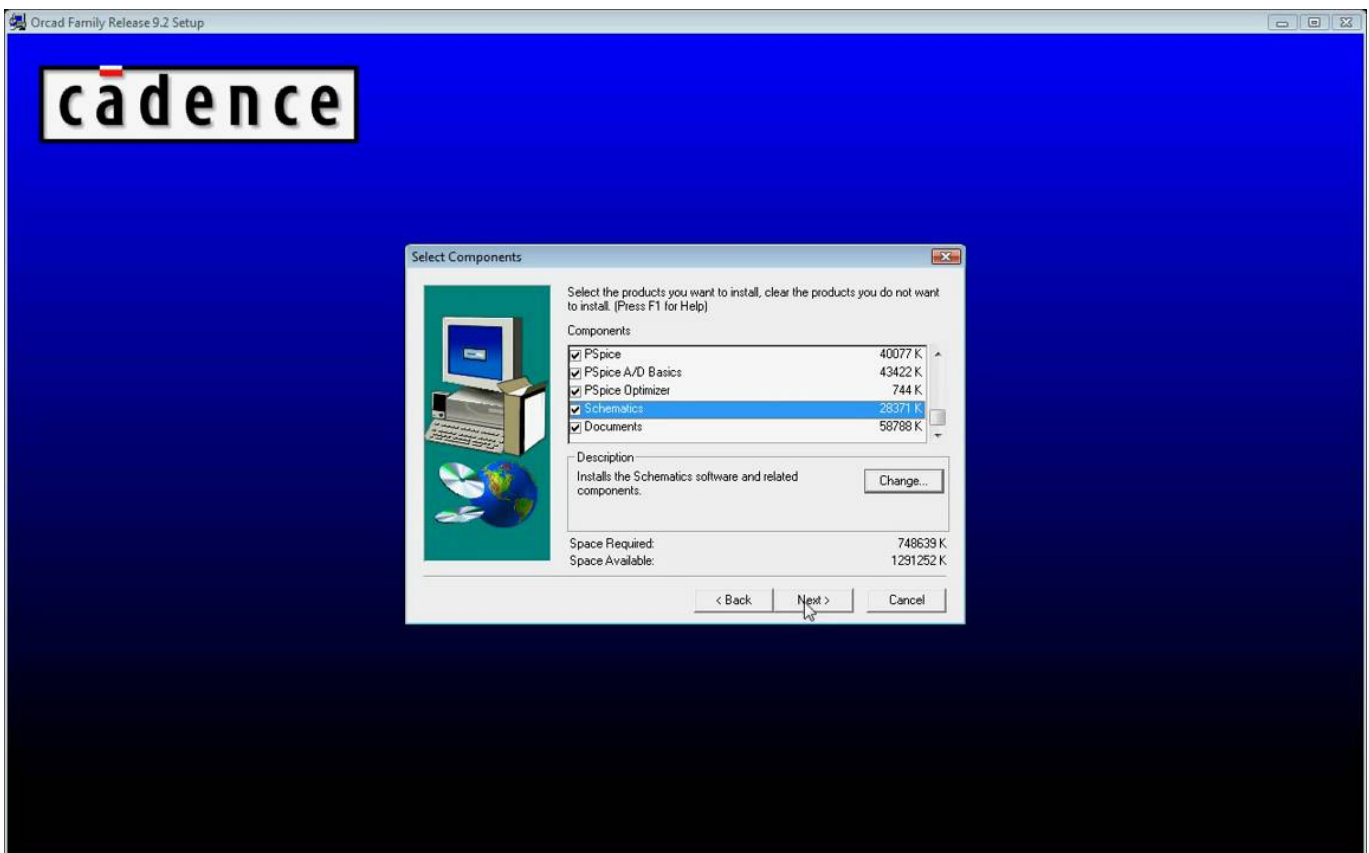 Orcad Family Release 9.2 Setup
cadence
Select Components
Select the products you want to install, clear the products you do not want
to install. (Press F1 for Help)
Components
PSpice 40077 K
PSpice A/D Basics 43422 K
PSpice Optimizer 744 K
Schematics 28371 K
Documents 58788 K
Description
Installs the Schematics software and related
components.
Change...
Space Required: 748639 K
Space Available: 1291252 K
< Back Next > Cancel